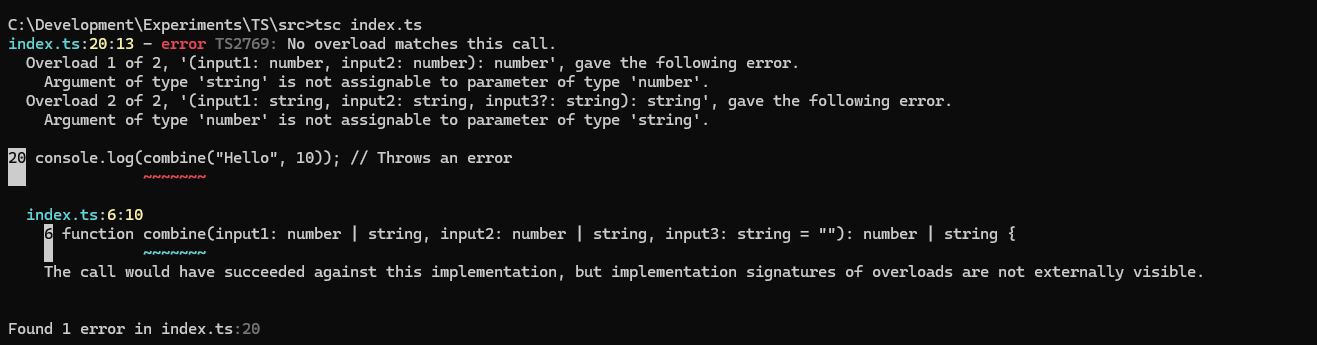 C:\Development\Experiments\TS\src>tsc index.ts
index.ts:20:13 - error TS2769: No overload matches this call.
  Overload 1 of 2, '(input1: number, input2: number): number', gave the following error.
    Argument of type 'string' is not assignable to parameter of type 'number'.
  Overload 2 of 2, '(input1: string, input2: string, input3?: string): string', gave the following error.
    Argument of type 'number' is not assignable to parameter of type 'string'.
20 console.log(combine("Hello", 10)); // Throws an error
               ~~~~~~~
  index.ts:6:10
    6 function combine(input1: number | string, input2: number | string, input3: string = ""): number | string {
               ~~~~~~~
    The call would have succeeded against this implementation, but implementation signatures of overloads are not externally visible.
Found 1 error in index.ts:20